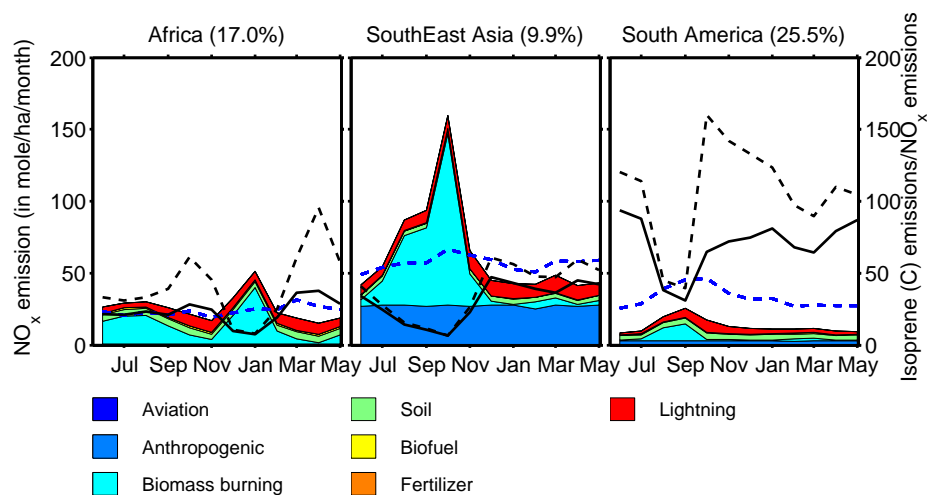 Africa (17.0%) SouthEast Asia (9.9%) South America (25.5%)
NOx emission (in mole/ha/month)
200
150
100
50
0
200
150
100
50
0
Isoprene (C) emissions/NOx emissions
Jul Sep Nov Jan Mar May Jul Sep Nov Jan Mar May Jul Sep Nov Jan Mar May
Aviation Soil Lightning
Anthropogenic Biofuel
Biomass burning Fertilizer